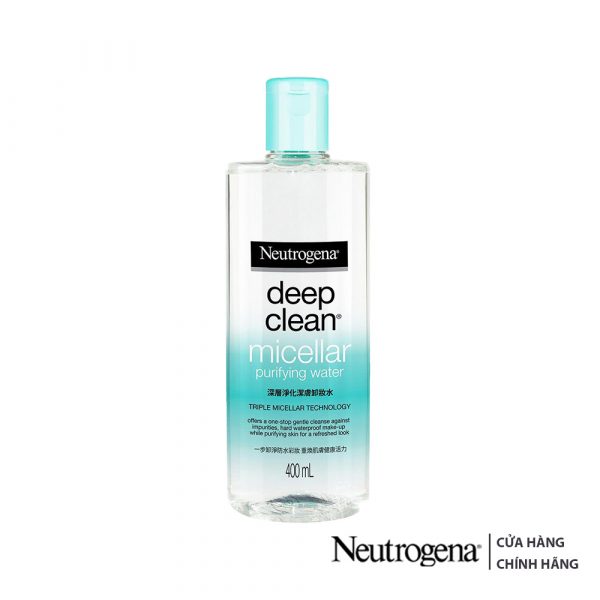 Neutrogena®
deep
clean®
micellar
purifying water
深層淨化潔膚卸妝水
TRIPLE MICELLAR TECHNOLOGY
offers a one-stop gentle cleanse against
impurities, hard waterproof make-up
while purifying skin for a refreshed look
一步卸淨防水彩妝 重煥肌膚健康活力
400 mL
Neutrogena®
CỬA HÀNG
CHÍNH HÃNG